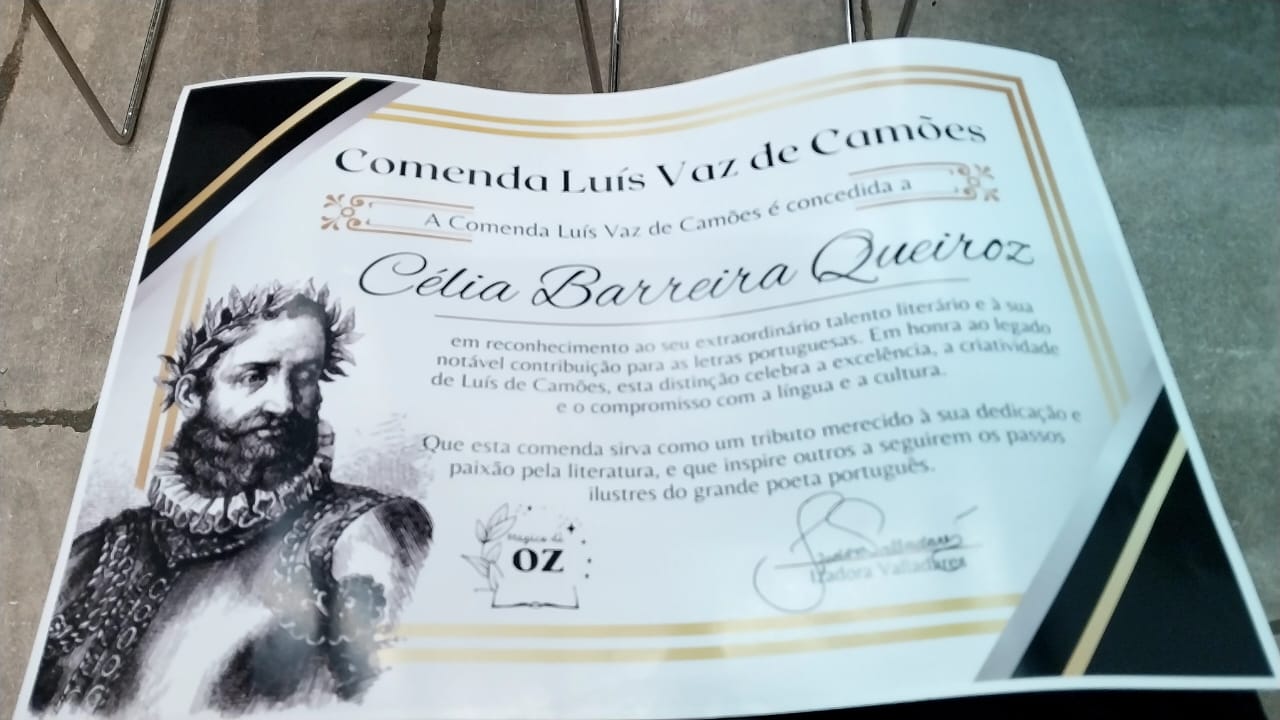 Comenda Luís Vaz de Camões
A Comenda Luís Vaz de Camões é concedida a
Célia Barreira Queiroz
em reconhecimento ao seu extraordinário talento literário e à sua
notável contribuição para as letras portuguesas. Em honra ao legado
de Luís de Camões, esta distinção celebra a excelência, a criatividade
e o compromisso com a língua e a cultura.
Que esta comenda sirva como um tributo merecido à sua dedicação e
paixão pela literatura, e que inspire outros a seguirem os passos
ilustres do grande poeta português.
Mágico de
OZ
Izadora Valladares